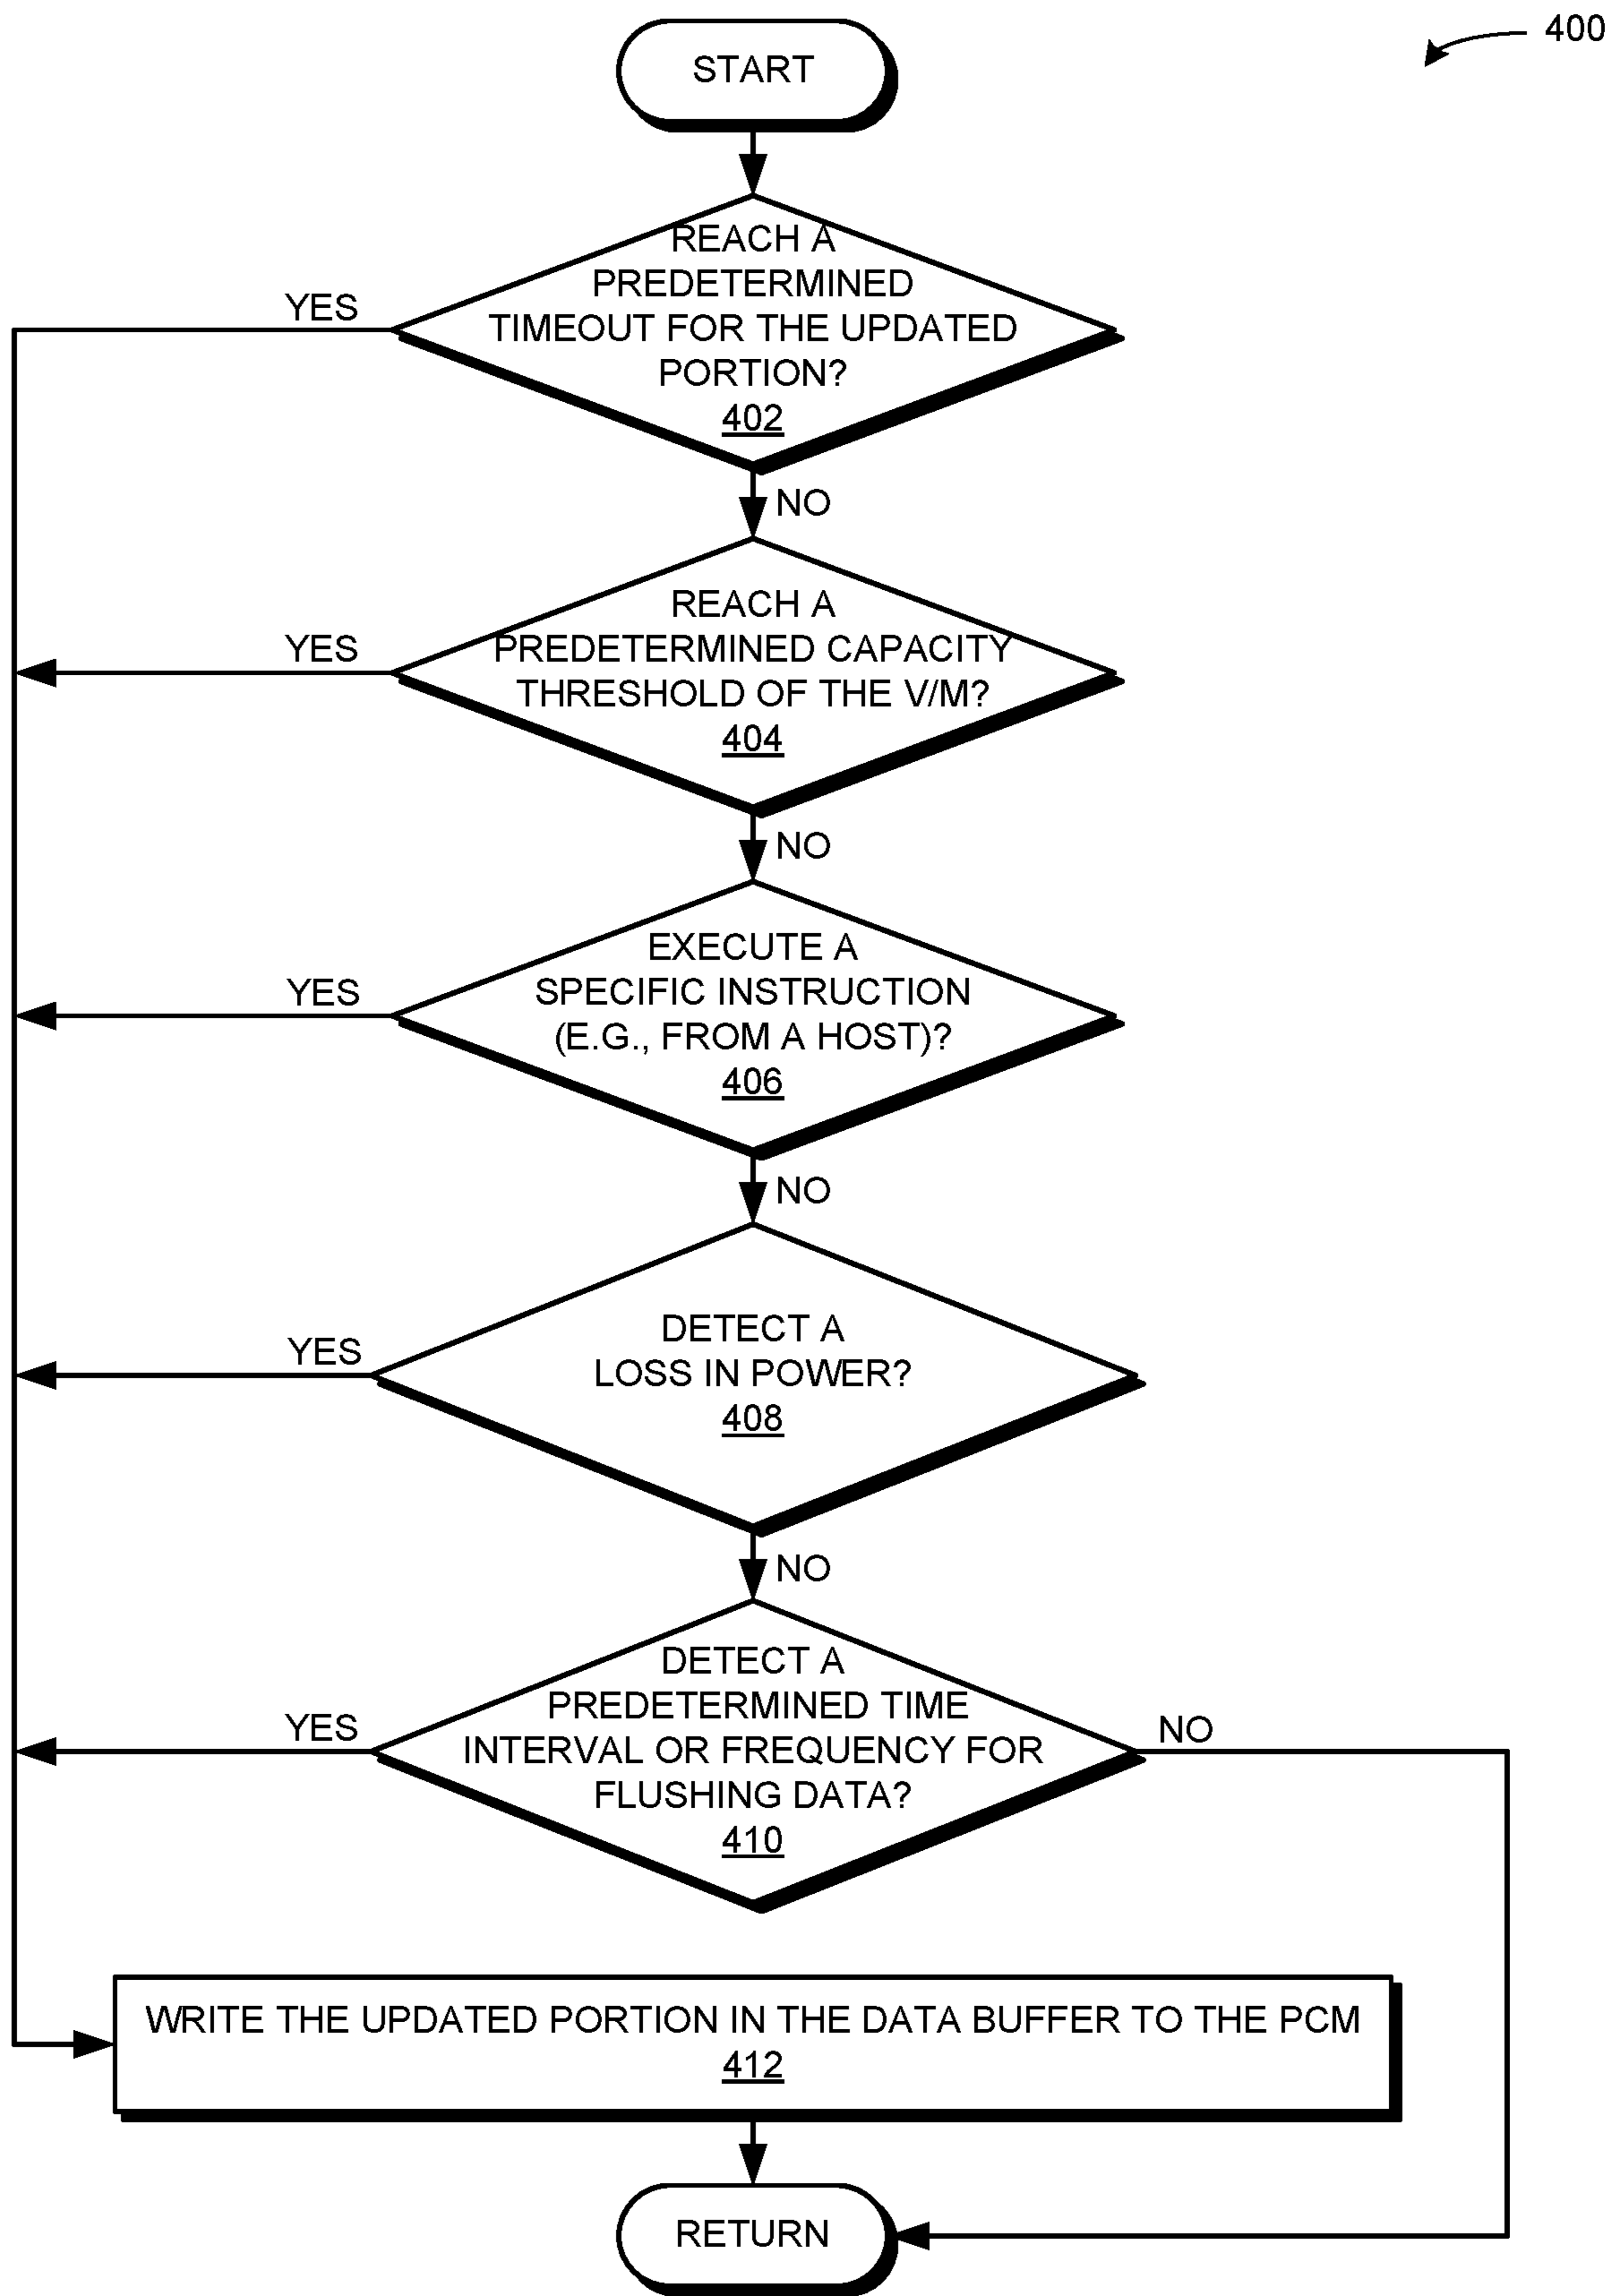 400
START
REACH A
PREDETERMINED
TIMEOUT FOR THE UPDATED
PORTION?
402
YES
NO
REACH A
PREDETERMINED CAPACITY
THRESHOLD OF THE V/M?
404
YES
NO
EXECUTE A
SPECIFIC INSTRUCTION
(E.G., FROM A HOST)?
406
YES
NO
DETECT A
LOSS IN POWER?
408
YES
NO
DETECT A
PREDETERMINED TIME
INTERVAL OR FREQUENCY FOR
FLUSHING DATA?
410
YES
NO
WRITE THE UPDATED PORTION IN THE DATA BUFFER TO THE PCM
412
RETURN